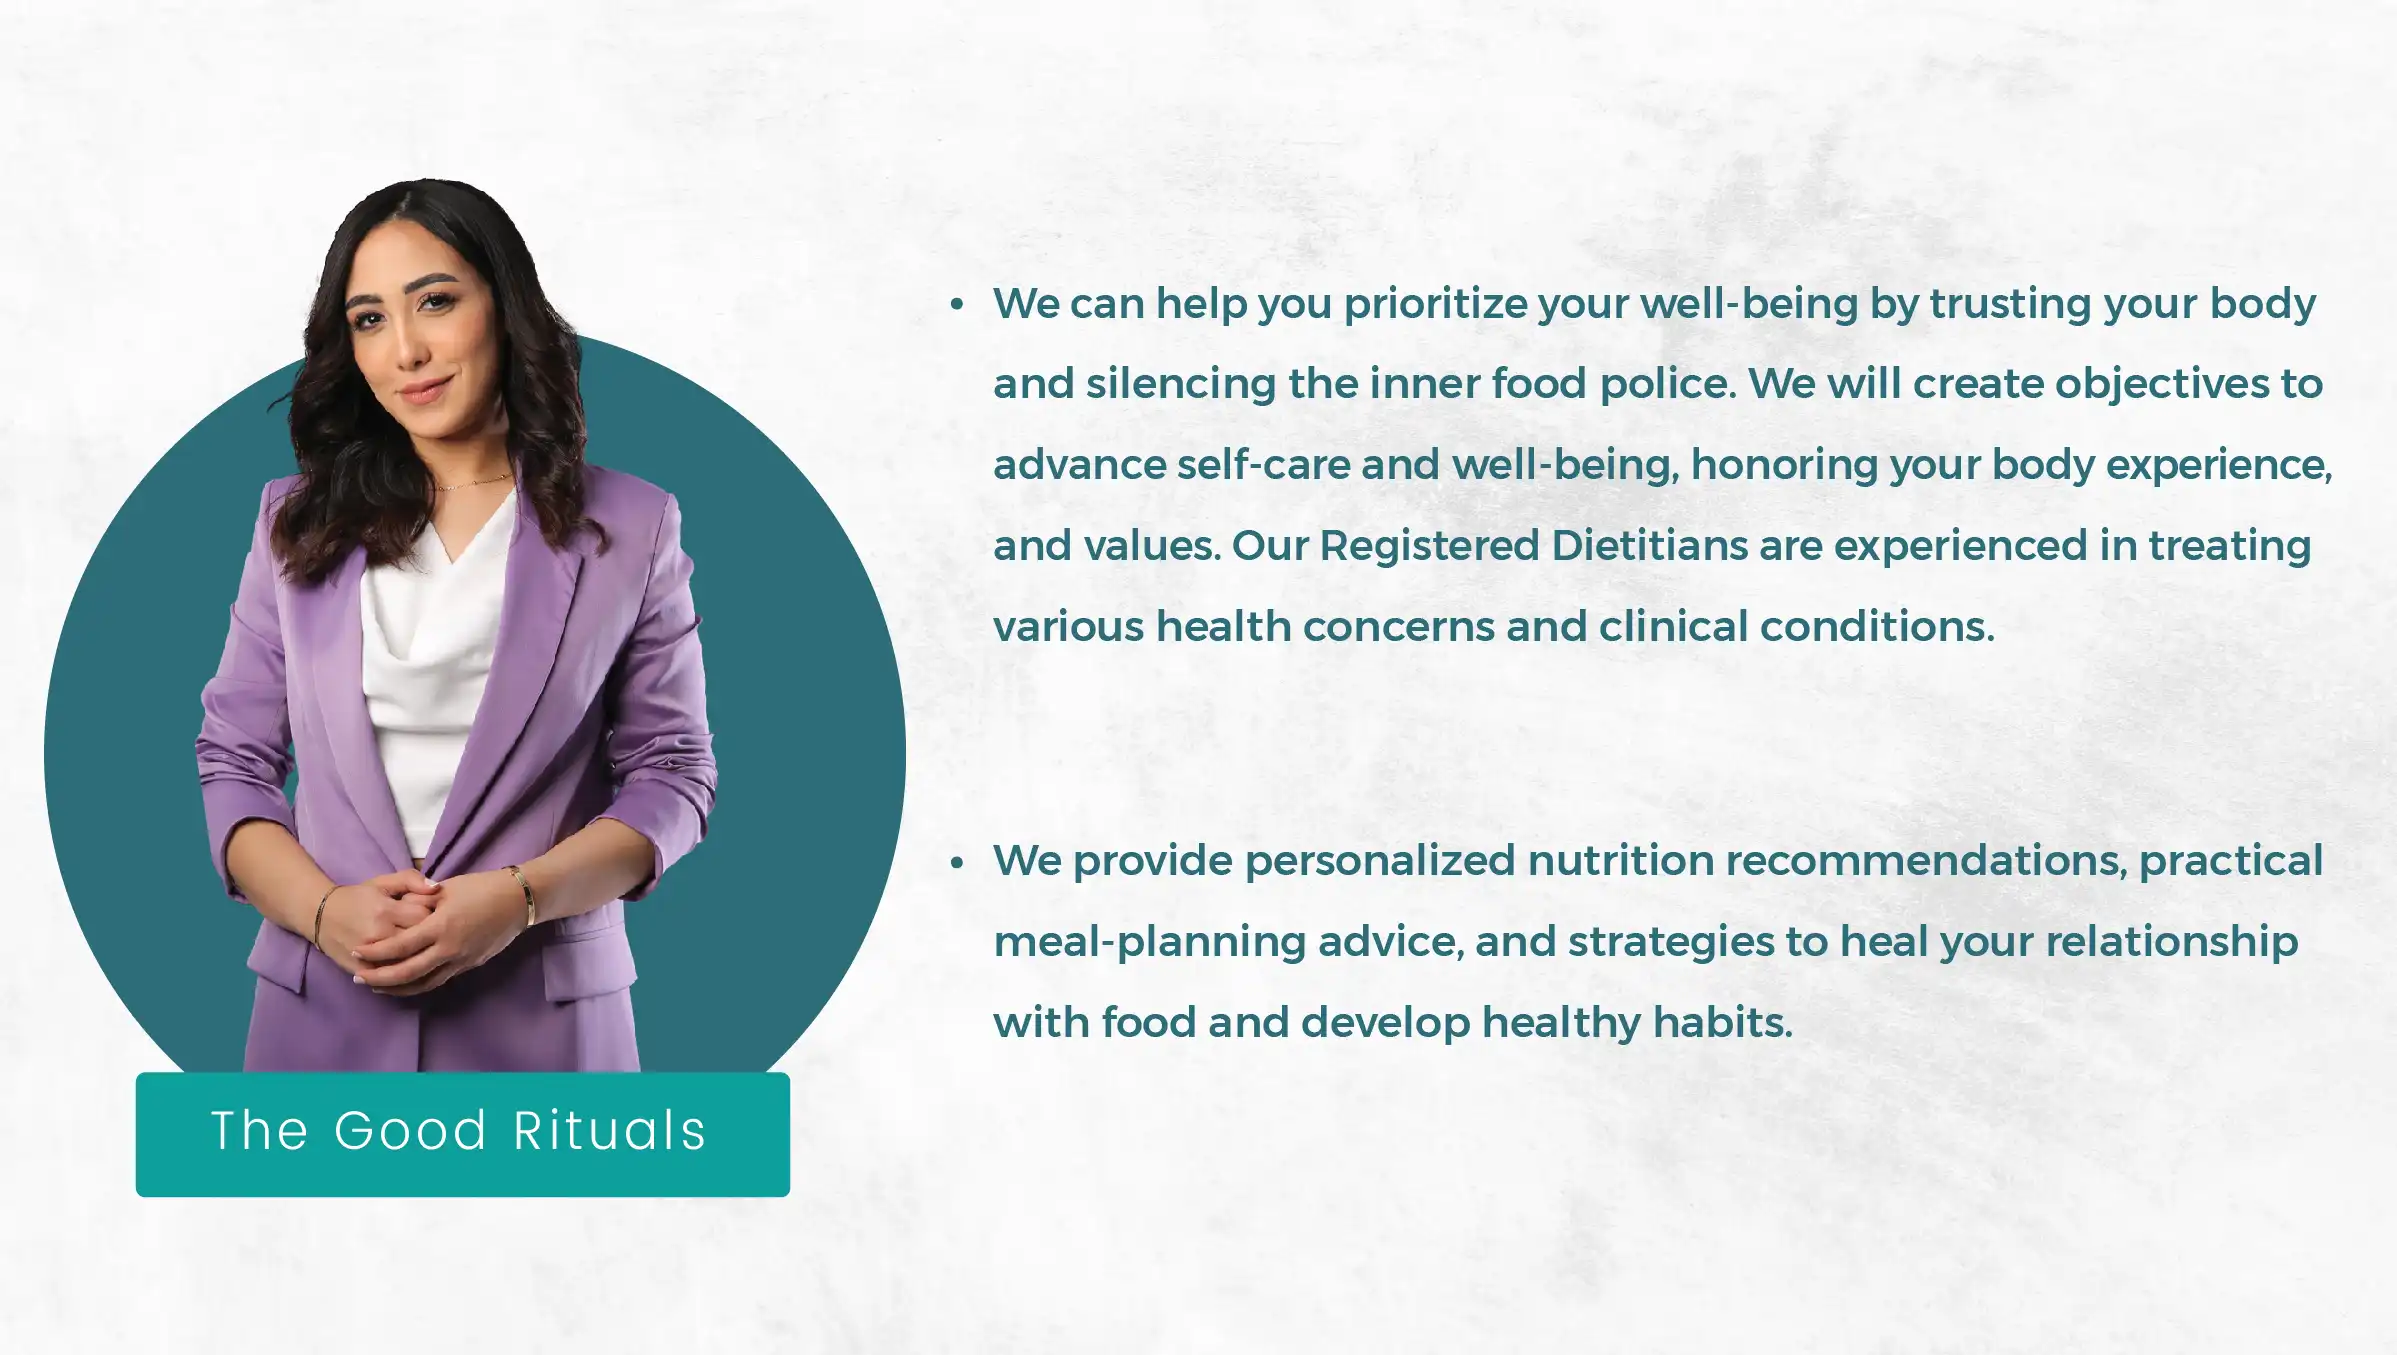 • We can help you prioritize your well-being by trusting your body
and silencing the inner food police. We will create objectives to
advance self-care and well-being, honoring your body experience,
and values. Our Registered Dietitians are experienced in treating
various health concerns and clinical conditions.
• We provide personalized nutrition recommendations, practical
meal-planning advice, and strategies to heal your relationship
with food and develop healthy habits.
The Good Rituals